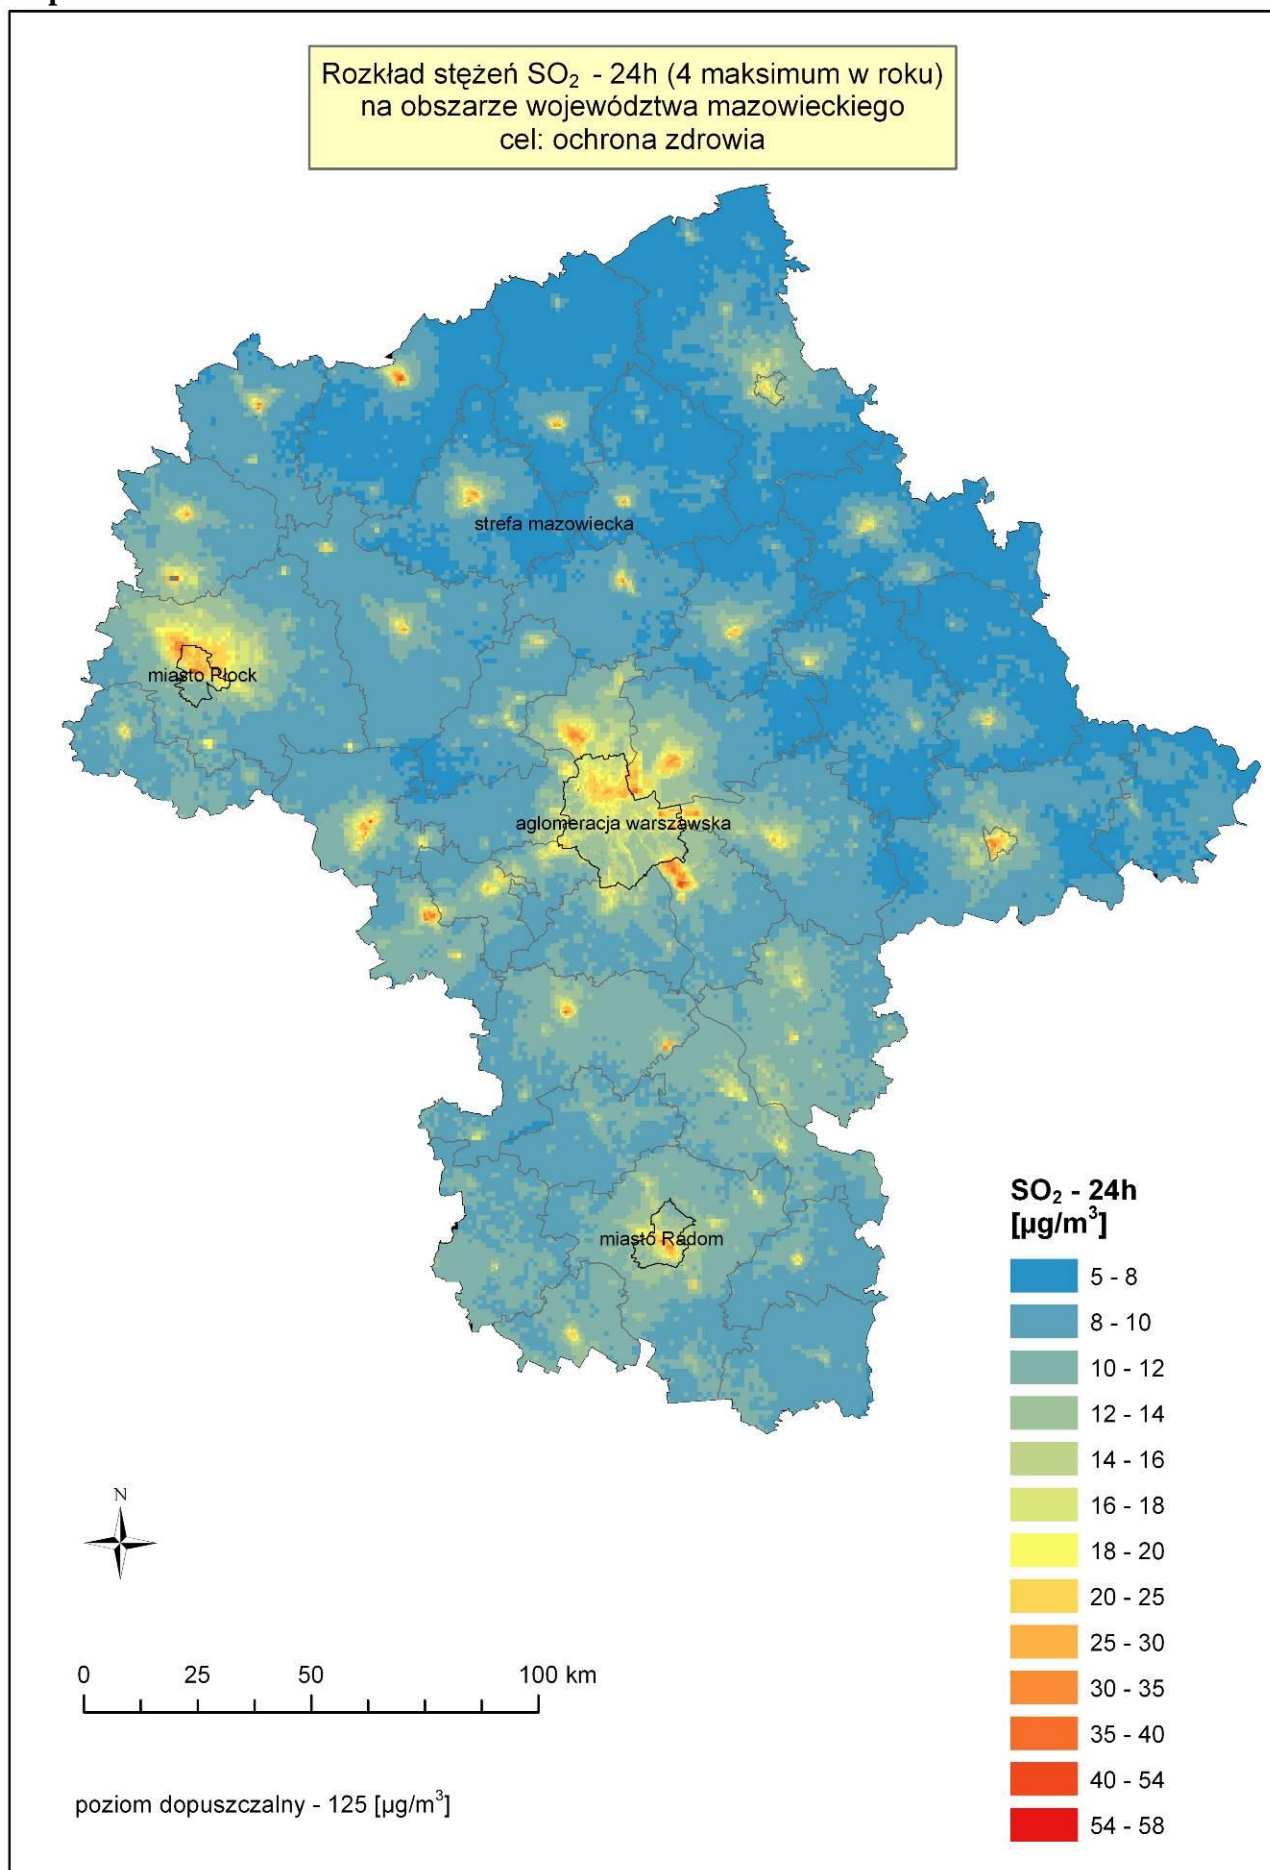 Rozkład stężeń SO₂ - 24h (4 maksimum w roku)
na obszarze województwa mazowieckiego
cel: ochrona zdrowia
strefa mazowiecka
miasto Płock
aglomeracja warszawska
miasto Radom
SO₂ - 24h
[µg/m³]
5 - 8
8 - 10
10 - 12
12 - 14
14 - 16
16 - 18
18 - 20
20 - 25
25 - 30
30 - 35
35 - 40
40 - 54
54 - 58
N
0 25 50 100 km
poziom dopuszczalny - 125 [µg/m³]